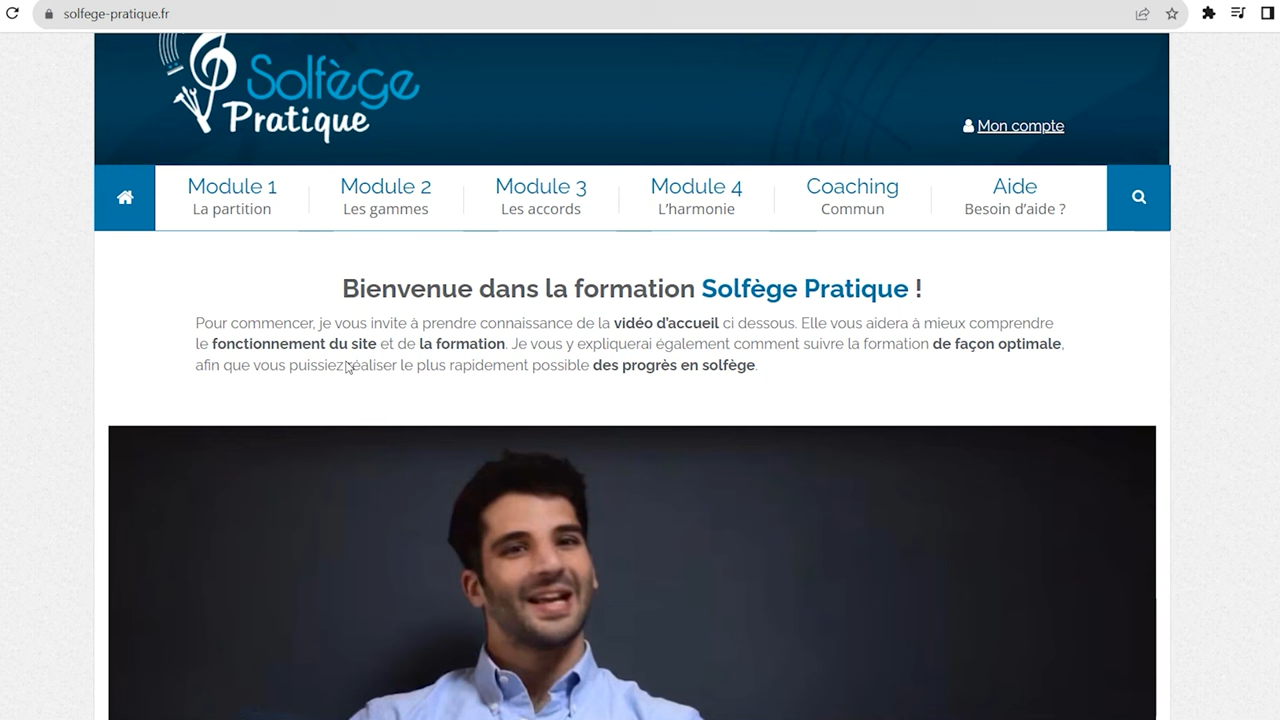 solfege-pratique.fr
Solfège
Pratique
Mon compte
Module 1 Module 2 Module 3 Module 4 Coaching Aide
La partition Les gammes Les accords L'harmonie Commun Besoin d'aide ?
Bienvenue dans la formation Solfège Pratique !
Pour commencer, je vous invite à prendre connaissance de la vidéo d'accueil ci dessous. Elle vous aidera à mieux comprendre
le fonctionnement du site et de la formation. Je vous y expliquerai également comment suivre la formation de façon optimale,
afin que vous puissiez réaliser le plus rapidement possible des progrès en solfège.